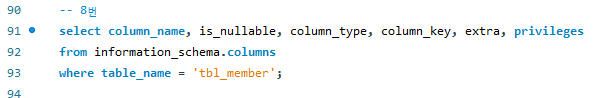 90 -- 8번
91 select column_name, is_nullable, column_type, column_key, extra, privileges
92 from information_schema.columns
93 where table_name = 'tbl_member';
94